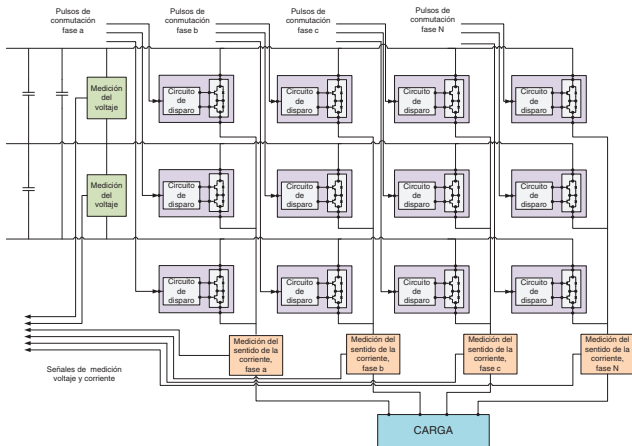 Pulsos de
conmutación
fase a
Pulsos de
conmutación
fase b
Pulsos de
conmutación
fase c
Pulsos de
conmutación
fase N
Medición
del
voltaje
Circuito
de
disparo
Circuito
de
disparo
Circuito
de
disparo
Circuito
de
disparo
Medición
del
voltaje
Circuito
de
disparo
Circuito
de
disparo
Circuito
de
disparo
Circuito
de
disparo
Circuito
de
disparo
Circuito
de
disparo
Circuito
de
disparo
Circuito
de
disparo
Medición del
sentido de la
corriente,
fase a
Medición del
sentido de la
corriente,
fase b
Medición del
sentido de la
corriente,
fase c
Medición del
sentido de la
corriente,
fase N
Señales de medición
voltaje y corriente
CARGA